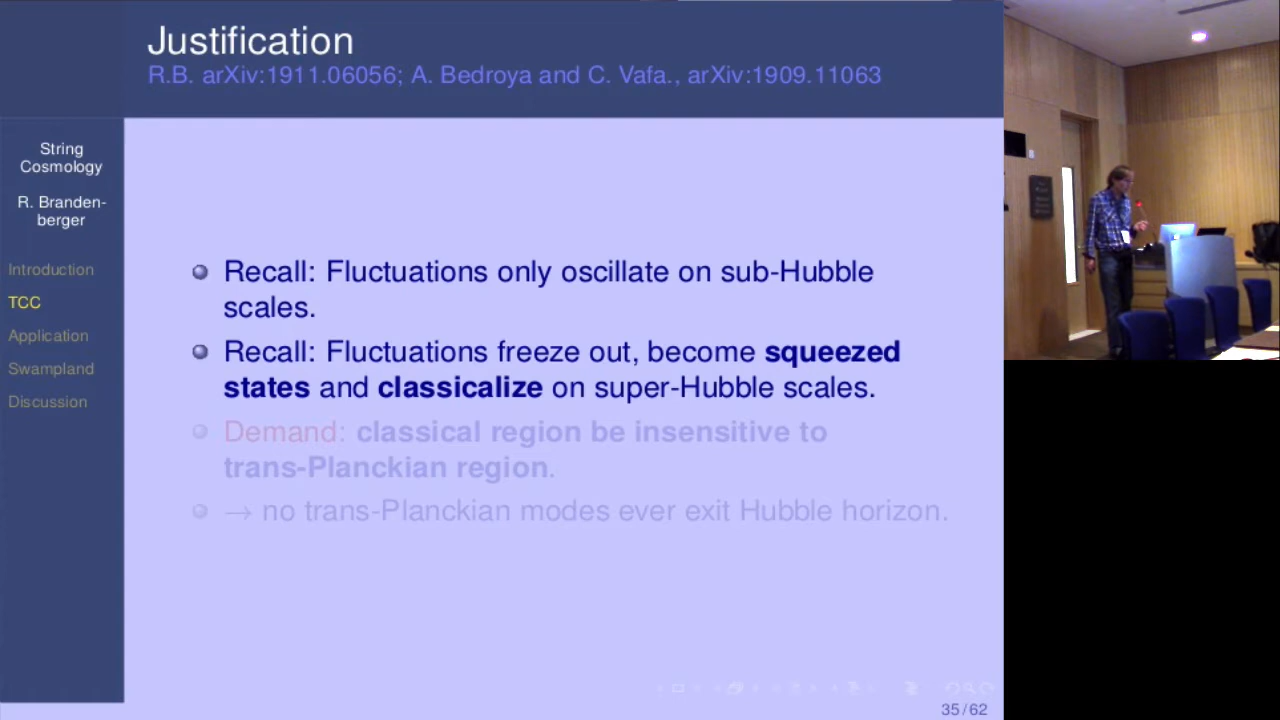 Justification
R.B. arXiv:1911.06056; A. Bedroya and C. Vafa., arXiv:1909.11063
String
Cosmology
R. Branden-
berger
Introduction
TCC
Application
Swampland
Discussion
Recall: Fluctuations only oscillate on sub-Hubble
scales.
Recall: Fluctuations freeze out, become squeezed
states and classicalize on super-Hubble scales.
Demand: classical region be insensitive to
trans-Planckian region.
→ no trans-Planckian modes ever exit Hubble horizon.
35/62